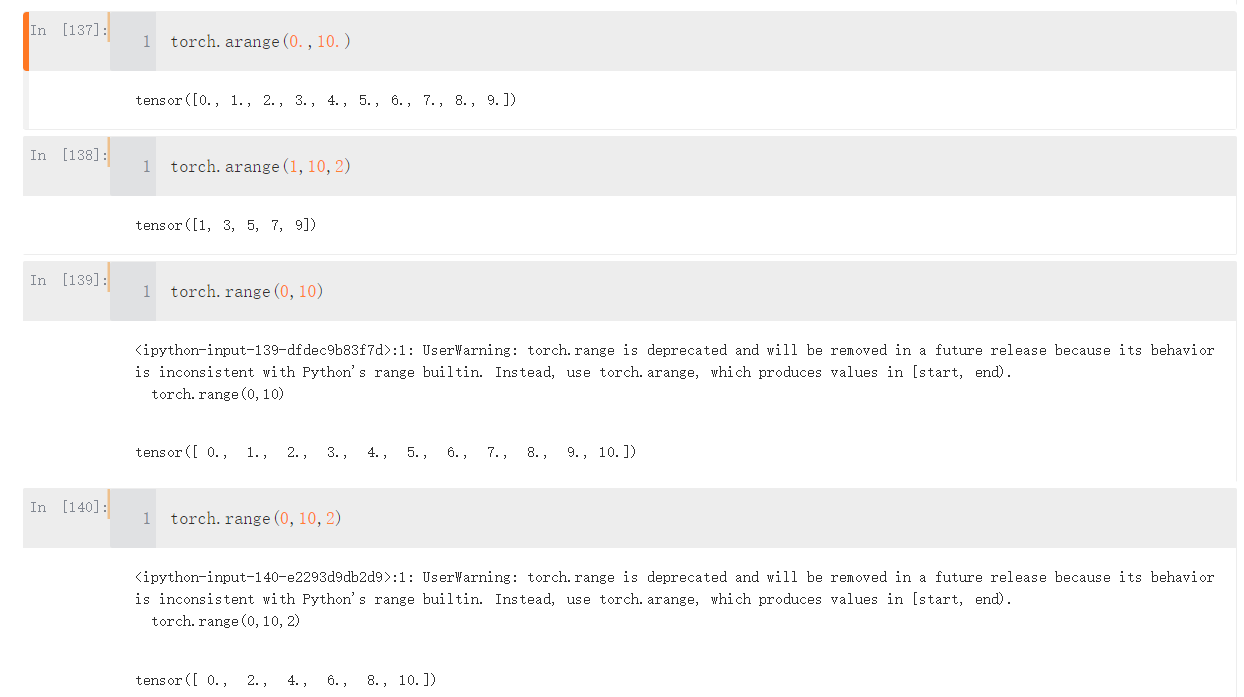 In [137]:
1 torch.arange(0.,10.)
tensor([0., 1., 2., 3., 4., 5., 6., 7., 8., 9.])
In [138]:
1 torch.arange(1,10,2)
tensor([1, 3, 5, 7, 9])
In [139]:
1 torch.range(0,10)
<ipython-input-139-dfdec9b83f7d>:1: UserWarning: torch.range is deprecated and will be removed in a future release because its behavior
is inconsistent with Python's range builtin. Instead, use torch.arange, which produces values in [start, end).
  torch.range(0,10)
tensor([ 0.,  1.,  2.,  3.,  4.,  5.,  6.,  7.,  8.,  9., 10.])
In [140]:
1 torch.range(0,10,2)
<ipython-input-140-e2293d9db2d9>:1: UserWarning: torch.range is deprecated and will be removed in a future release because its behavior
is inconsistent with Python's range builtin. Instead, use torch.arange, which produces values in [start, end).
  torch.range(0,10,2)
tensor([ 0.,  2.,  4.,  6.,  8., 10.])